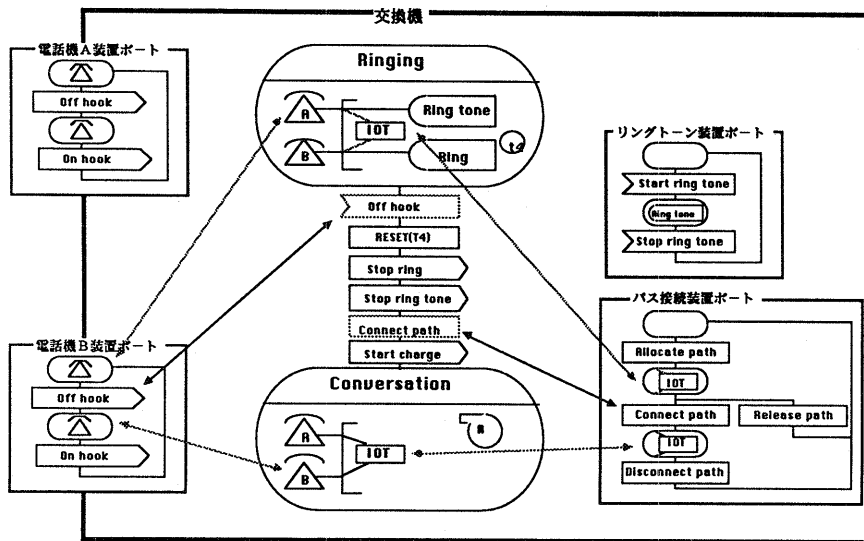 交換機
電話機A装置ポート
Off hook
On hook
Ringing
A
IOT
Ring tone
B
Ring
t4
Off hook
RESET(T4)
Stop ring
Stop ring tone
Connect path
Start charge
Conversation
A
IOT
B
A
リングトーン装置ポート
Start ring tone
Ring tone
Stop ring tone
電話機B装置ポート
Off hook
On hook
パス接続装置ポート
Allocate path
IOT
Connect path
Release path
IOT
Disconnect path